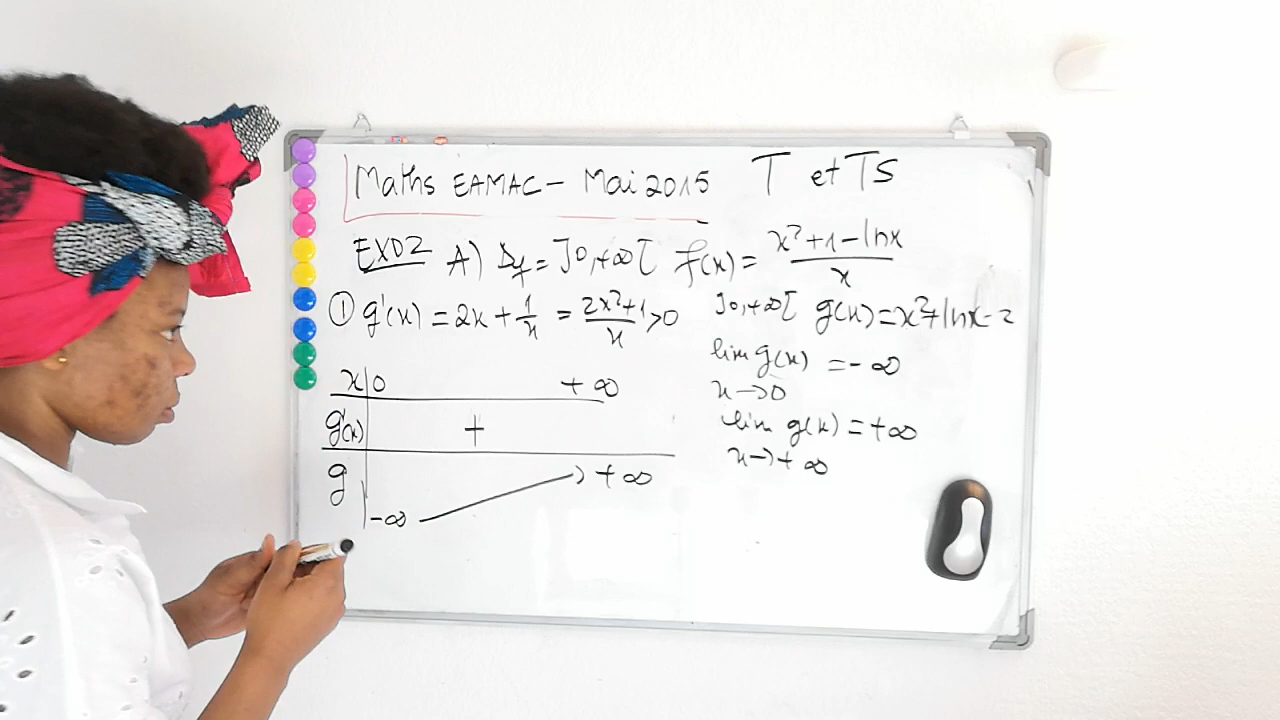 Maths EAMAC - Mai 2015 T et TS
EXO2 A) Df = ]0,+∞[ f(x) = (x²+1-lnx)/x
① g'(x) = 2x + 1/x = (2x²+1)/x >0
]0,+∞[ g(x)=x²+lnx-2
lim g(x) = -∞
x→0
lim g(x) = +∞
x→+∞
x 0 +∞
g'(x) +
g -∞ +∞